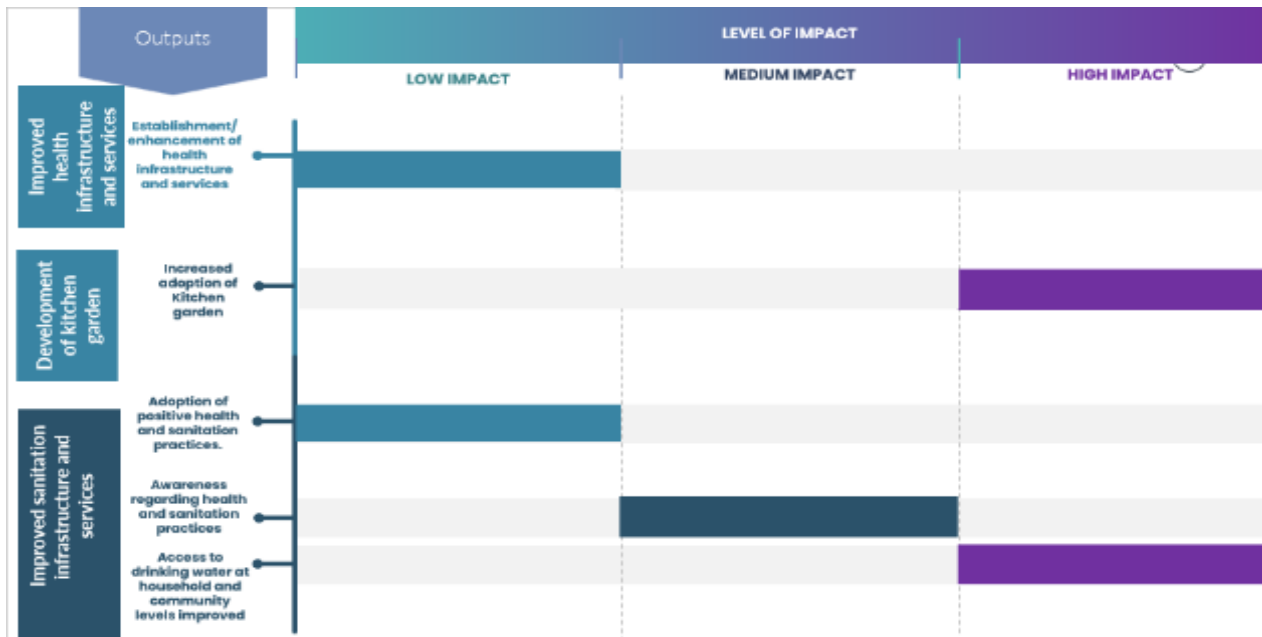 Outputs
LEVEL OF IMPACT
LOW IMPACT
MEDIUM IMPACT
HIGH IMPACT
Improved
health
infrastructure
and services
Establishment/
enhancement of
health
infrastructure
and services
Development
of kitchen
garden
Increased
adoption of
Kitchen
garden
Improved sanitation
infrastructure and
services
Adoption of
positive health
and sanitation
practices.
Awareness
regarding health
and sanitation
practices
Access to
drinking water at
household and
community
levels improved